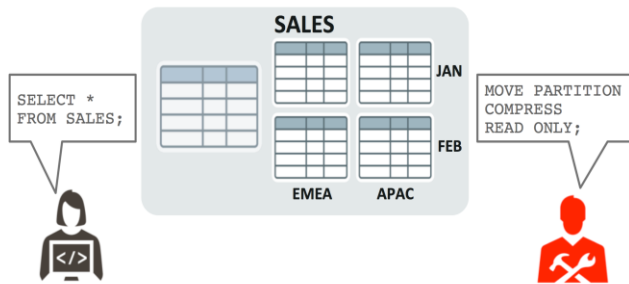 SALES
JAN
FEB
EMEA
APAC
SELECT *
FROM SALES;
</>
MOVE PARTITION
COMPRESS
READ ONLY;